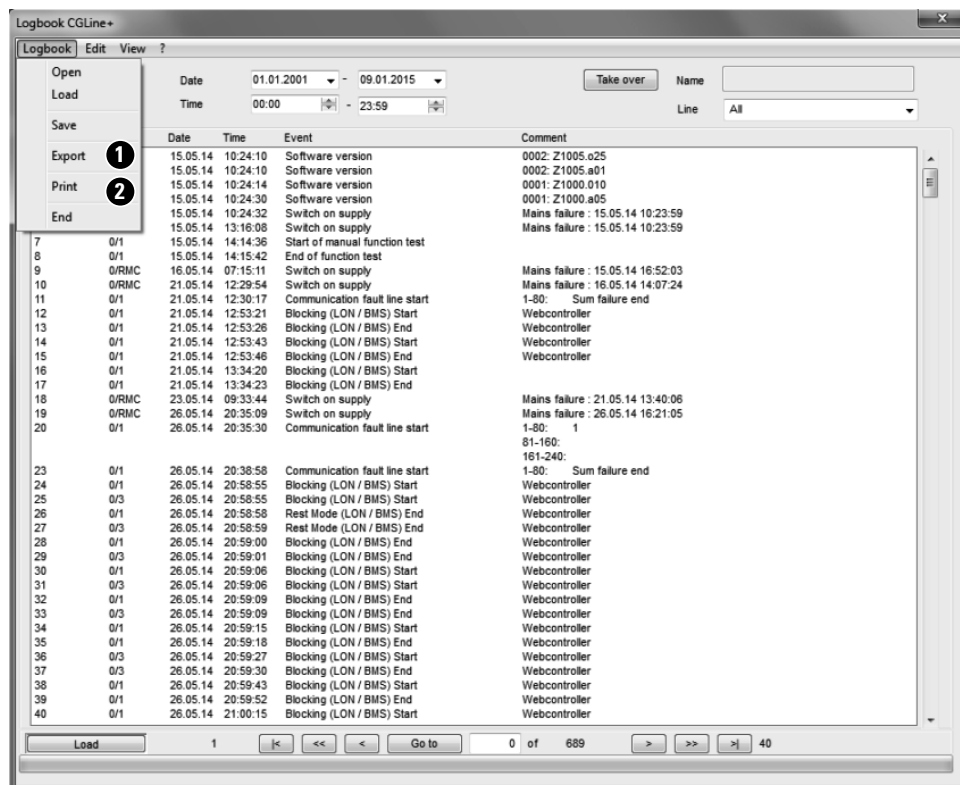 Logbook CGLine+
Logbook Edit View ?
Open
Load
Save
Export 1
Print 2
End
Date 01.01.2001 - 09.01.2015 Take over Name
Time 00:00 - 23:59 Line All
Date Time Event Comment
15.05.14 10:24:10 Software version 0002: Z1005.o25
15.05.14 10:24:10 Software version 0002: Z1005.a01
15.05.14 10:24:14 Software version 0001: Z1000.010
15.05.14 10:24:30 Software version 0001: Z1000.a05
15.05.14 10:24:32 Switch on supply Mains failure : 15.05.14 10:23:59
15.05.14 13:16:08 Switch on supply Mains failure : 15.05.14 10:23:59
7 0/1 15.05.14 14:14:36 Start of manual function test
8 0/1 15.05.14 14:15:42 End of function test
9 0/RMC 16.05.14 07:15:11 Switch on supply Mains failure : 15.05.14 16:52:03
10 0/RMC 21.05.14 12:29:54 Switch on supply Mains failure : 16.05.14 14:07:24
11 0/1 21.05.14 12:30:17 Communication fault line start 1-80: Sum failure end
12 0/1 21.05.14 12:53:21 Blocking (LON / BMS) Start Webcontroller
13 0/1 21.05.14 12:53:26 Blocking (LON / BMS) End Webcontroller
14 0/1 21.05.14 12:53:43 Blocking (LON / BMS) Start Webcontroller
15 0/1 21.05.14 12:53:46 Blocking (LON / BMS) End Webcontroller
16 0/1 21.05.14 13:34:20 Blocking (LON / BMS) Start
17 0/1 21.05.14 13:34:23 Blocking (LON / BMS) End
18 0/RMC 23.05.14 09:33:44 Switch on supply Mains failure : 21.05.14 13:40:06
19 0/RMC 26.05.14 20:35:09 Switch on supply Mains failure : 26.05.14 16:21:05
20 0/1 26.05.14 20:35:30 Communication fault line start 1-80: 1
81-160:
161-240:
23 0/1 26.05.14 20:38:58 Communication fault line start 1-80: Sum failure end
24 0/1 26.05.14 20:58:55 Blocking (LON / BMS) Start Webcontroller
25 0/3 26.05.14 20:58:55 Blocking (LON / BMS) Start Webcontroller
26 0/1 26.05.14 20:58:58 Rest Mode (LON / BMS) End Webcontroller
27 0/3 26.05.14 20:58:59 Rest Mode (LON / BMS) End Webcontroller
28 0/1 26.05.14 20:59:00 Blocking (LON / BMS) End Webcontroller
29 0/3 26.05.14 20:59:01 Blocking (LON / BMS) End Webcontroller
30 0/1 26.05.14 20:59:06 Blocking (LON / BMS) Start Webcontroller
31 0/3 26.05.14 20:59:06 Blocking (LON / BMS) Start Webcontroller
32 0/1 26.05.14 20:59:09 Blocking (LON / BMS) End Webcontroller
33 0/3 26.05.14 20:59:09 Blocking (LON / BMS) End Webcontroller
34 0/1 26.05.14 20:59:15 Blocking (LON / BMS) Start Webcontroller
35 0/1 26.05.14 20:59:18 Blocking (LON / BMS) End Webcontroller
36 0/3 26.05.14 20:59:27 Blocking (LON / BMS) Start Webcontroller
37 0/3 26.05.14 20:59:30 Blocking (LON / BMS) End Webcontroller
38 0/1 26.05.14 20:59:43 Blocking (LON / BMS) Start Webcontroller
39 0/1 26.05.14 20:59:52 Blocking (LON / BMS) End Webcontroller
40 0/1 26.05.14 21:00:15 Blocking (LON / BMS) Start Webcontroller
Load 1 |< << < Go to 0 of 689 > >> >| 40